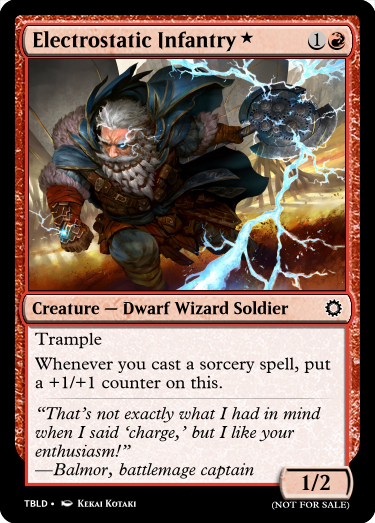 Electrostatic Infantry ★ 1
Creature — Dwarf Wizard Soldier
Trample
Whenever you cast a sorcery spell, put
a +1/+1 counter on this.
“That’s not exactly what I had in mind
when I said ‘charge,’ but I like your
enthusiasm!”
—Balmor, battlemage captain
1/2
TBLD • Kekai Kotaki
(NOT FOR SALE)